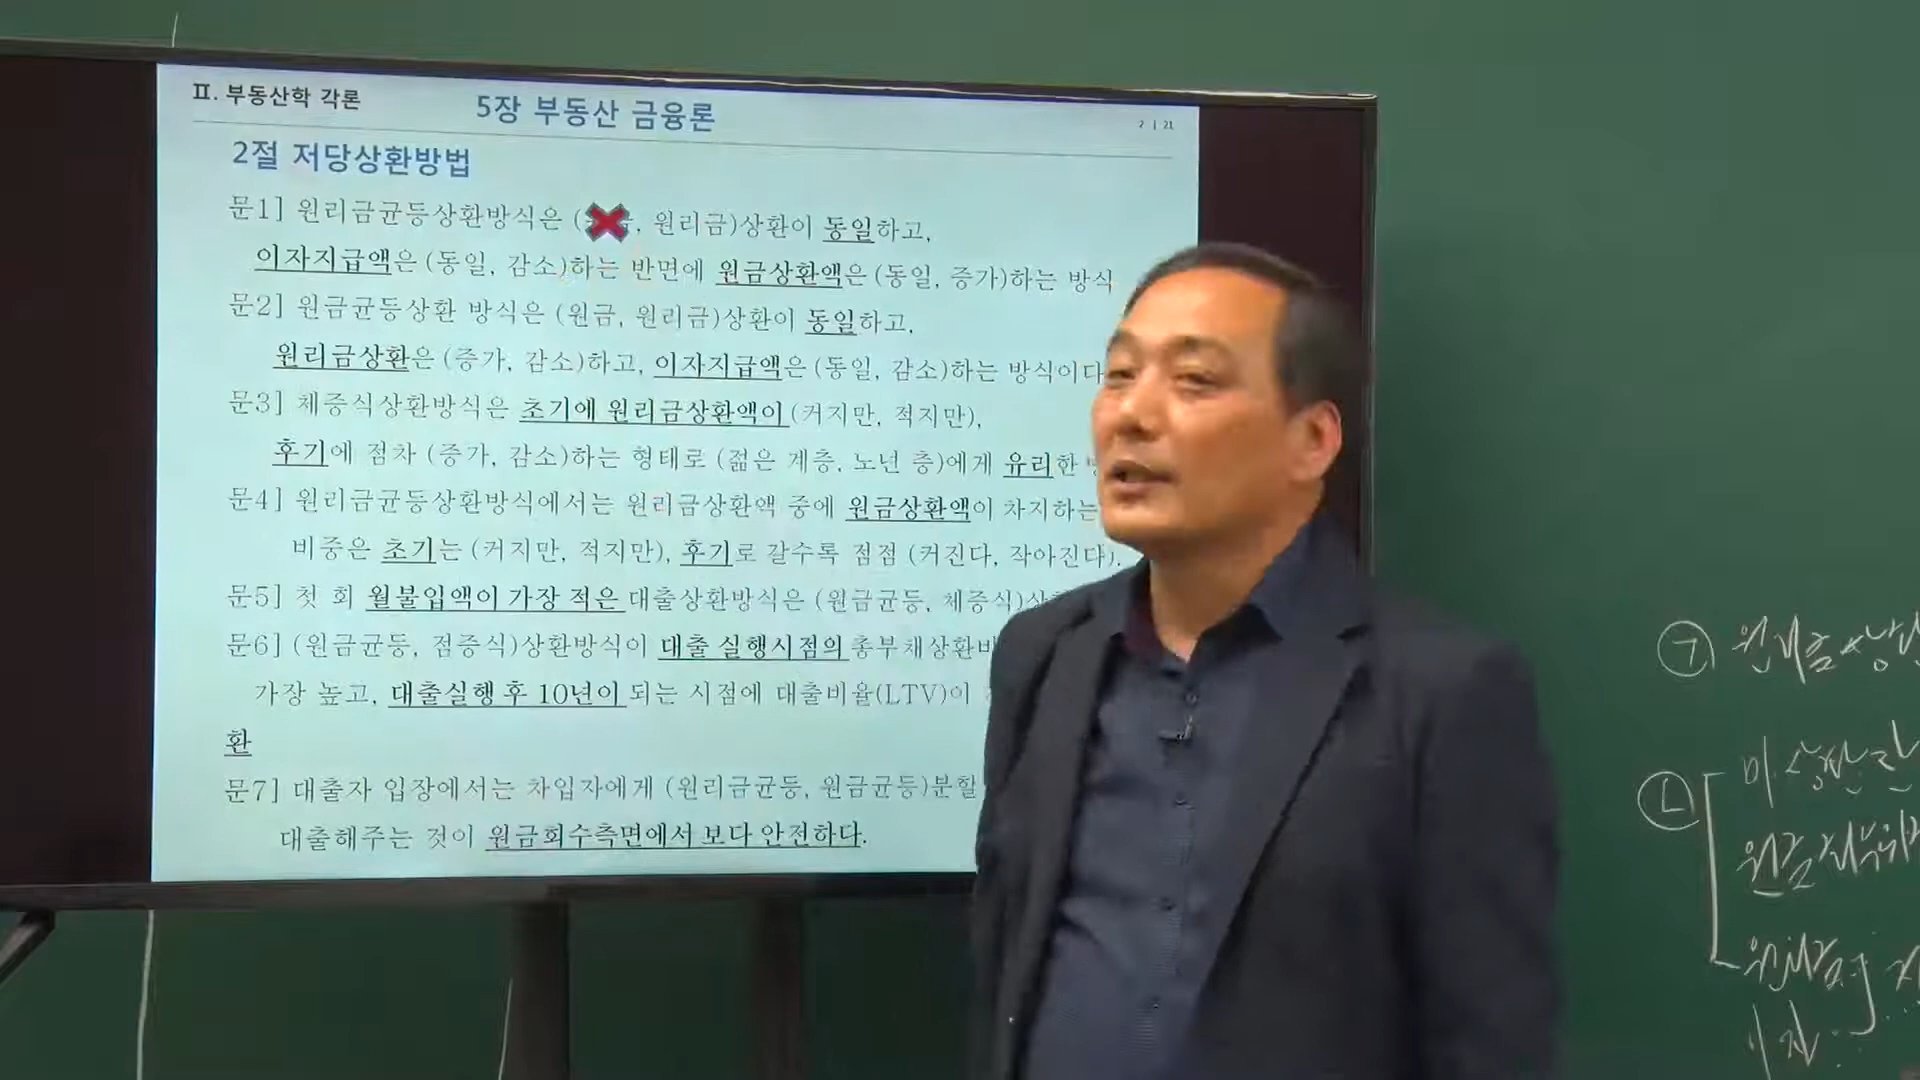 Ⅱ. 부동산학 각론
5장 부동산 금융론
2 | 21
2절 저당상환방법
문1] 원리금균등상환방식은 ( , 원리금)상환이 동일하고,
이자지급액은 (동일, 감소)하는 반면에 원금상환액은 (동일, 증가)하는 방식
문2] 원금균등상환 방식은 (원금, 원리금)상환이 동일하고,
원리금상환은 (증가, 감소)하고, 이자지급액은 (동일, 감소)하는 방식이다
문3] 체증식상환방식은 초기에 원리금상환액이 (커지만, 적지만),
후기에 점차 (증가, 감소)하는 형태로 (젊은 계층, 노년 층)에게 유리한
문4] 원리금균등상환방식에서는 원리금상환액 중에 원금상환액이 차지하는
비중은 초기는 (커지만, 적지만), 후기로 갈수록 점점 (커진다, 작아진다).
문5] 첫 회 월불입액이 가장 적은 대출상환방식은 (원금균등, 체증식)상
문6] (원금균등, 점증식)상환방식이 대출 실행시점의 총부채상환비
가장 높고, 대출실행 후 10년이 되는 시점에 대출비율(LTV)이
환
문7] 대출자 입장에서는 차입자에게 (원리금균등, 원금균등)분할
대출해주는 것이 원금회수측면에서 보다 안전하다.
㉠
㉡